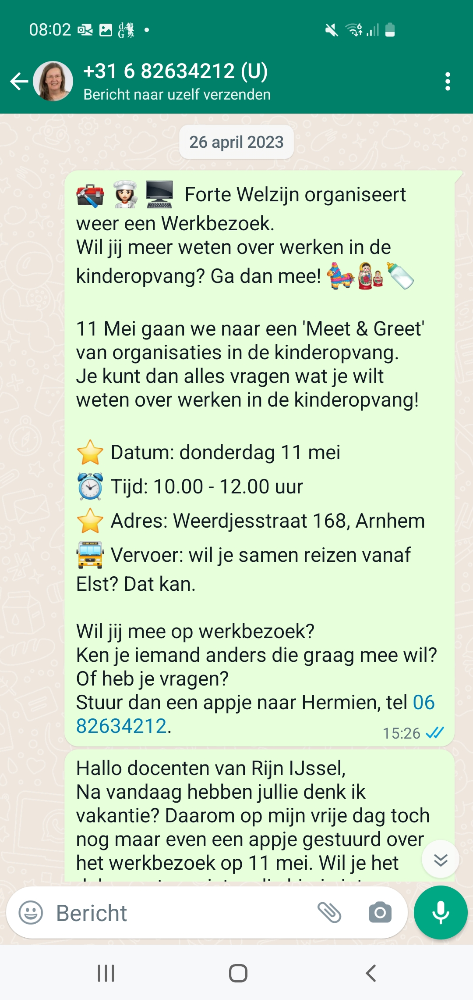 08:02
+31 6 82634212 (U)
Bericht naar uzelf verzenden
26 april 2023
🧰 👩🏻‍🍳 🖥️ Forte Welzijn organiseert
weer een Werkbezoek.
Wil jij meer weten over werken in de
kinderopvang? Ga dan mee! 🪅🪆🍼
11 Mei gaan we naar een 'Meet & Greet'
van organisaties in de kinderopvang.
Je kunt dan alles vragen wat je wilt
weten over werken in de kinderopvang!
⭐ Datum: donderdag 11 mei
⏰ Tijd: 10.00 - 12.00 uur
⭐ Adres: Weerdjesstraat 168, Arnhem
🚍 Vervoer: wil je samen reizen vanaf
Elst? Dat kan.
Wil jij mee op werkbezoek?
Ken je iemand anders die graag mee wil?
Of heb je vragen?
Stuur dan een appje naar Hermien, tel 06
82634212.
15:26
Hallo docenten van Rijn IJssel,
Na vandaag hebben jullie denk ik
vakantie? Daarom op mijn vrije dag toch
nog maar even een appje gestuurd over
het werkbezoek op 11 mei. Wil je het
Bericht